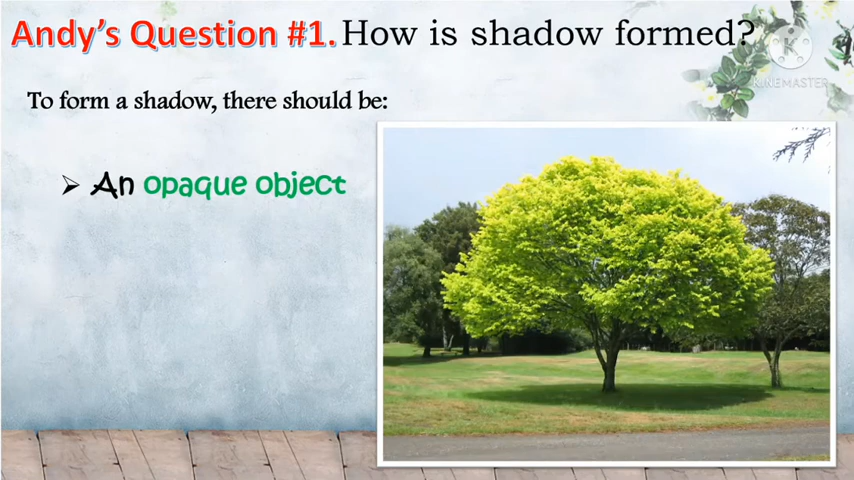 Andy's Question #1. How is shadow formed?
KINEMASTER
To form a shadow, there should be:
➢ An opaque object